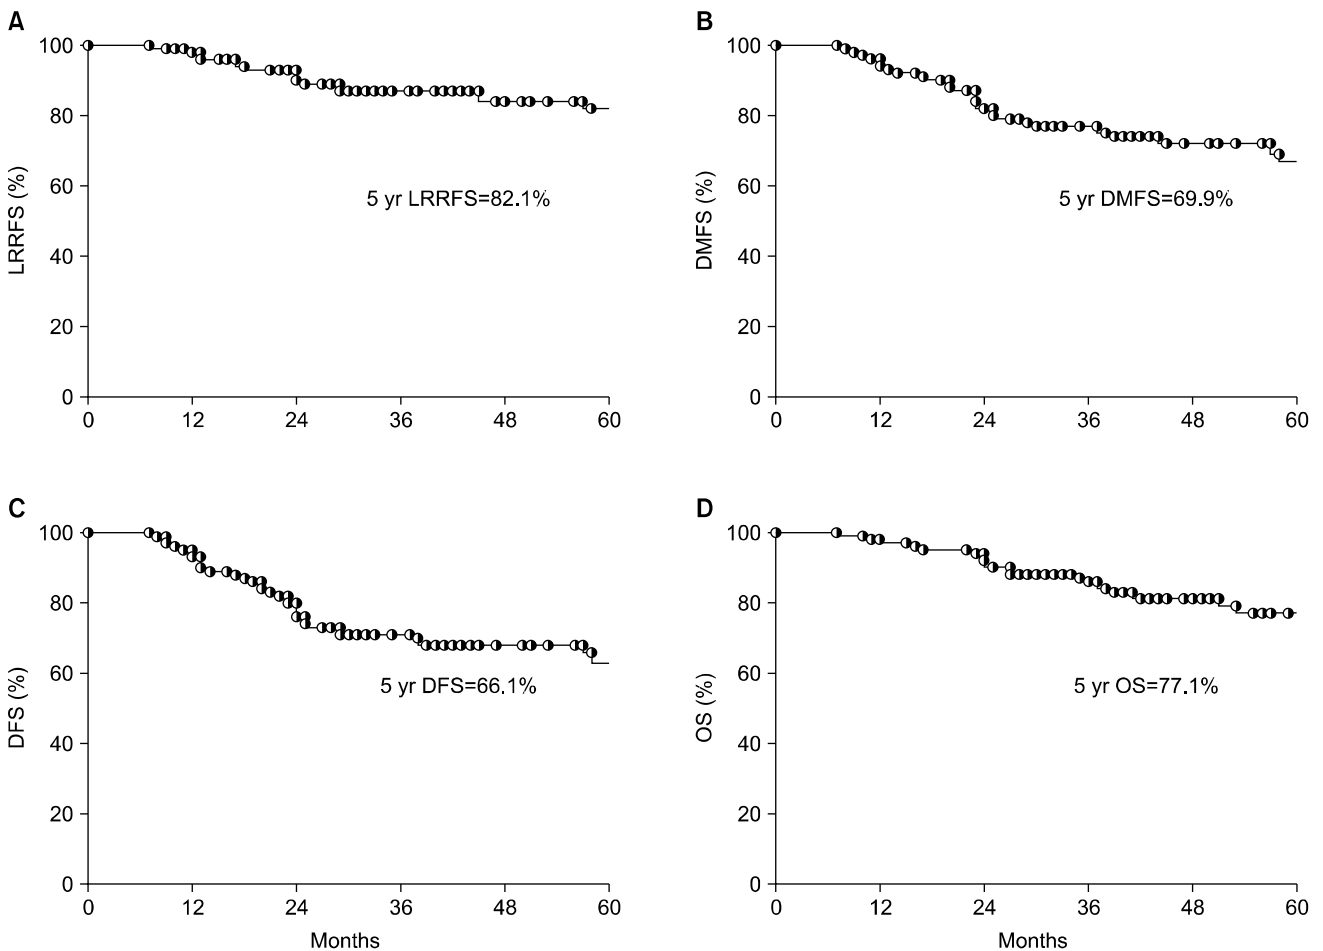 A
100
80
60
40
20
0
LRRFS (%)
5 yr LRRFS=82.1%
0 12 24 36 48 60
B
100
80
60
40
20
0
DMFS (%)
5 yr DMFS=69.9%
0 12 24 36 48 60
C
100
80
60
40
20
0
DFS (%)
5 yr DFS=66.1%
0 12 24 36 48 60
Months
D
100
80
60
40
20
0
OS (%)
5 yr OS=77.1%
0 12 24 36 48 60
Months